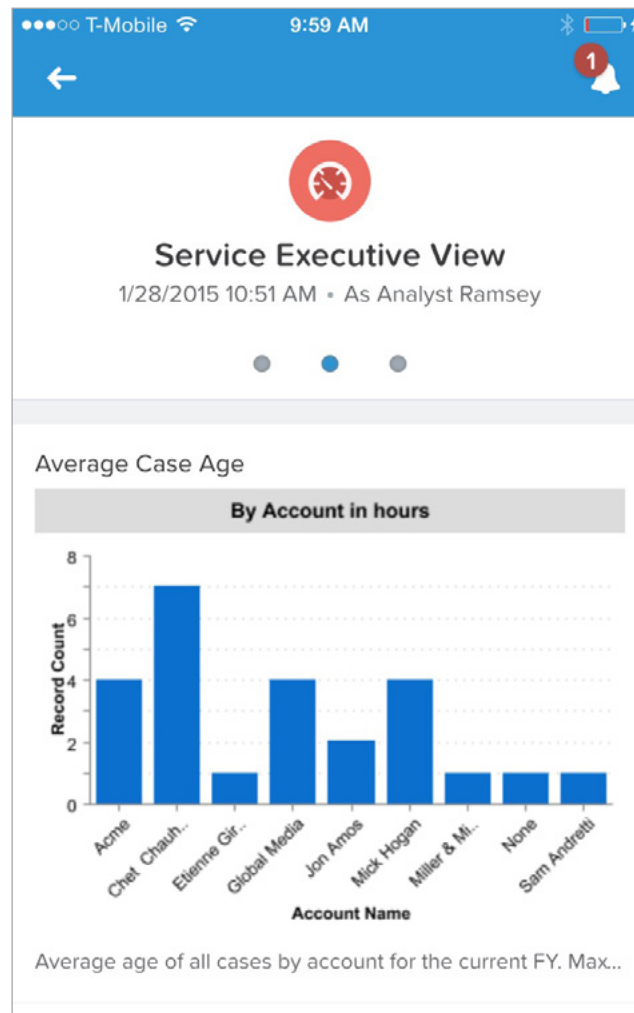 T-Mobile 9:59 AM
1
Service Executive View
1/28/2015 10:51 AM • As Analyst Ramsey
Average Case Age
By Account in hours
8
6
4
2
0
Record Count
Acme
Chet Chauh..
Etienne Gir..
Global Media
Jon Amos
Mick Hogan
Miller & Mi..
None
Sam Andretti
Account Name
Average age of all cases by account for the current FY. Max...